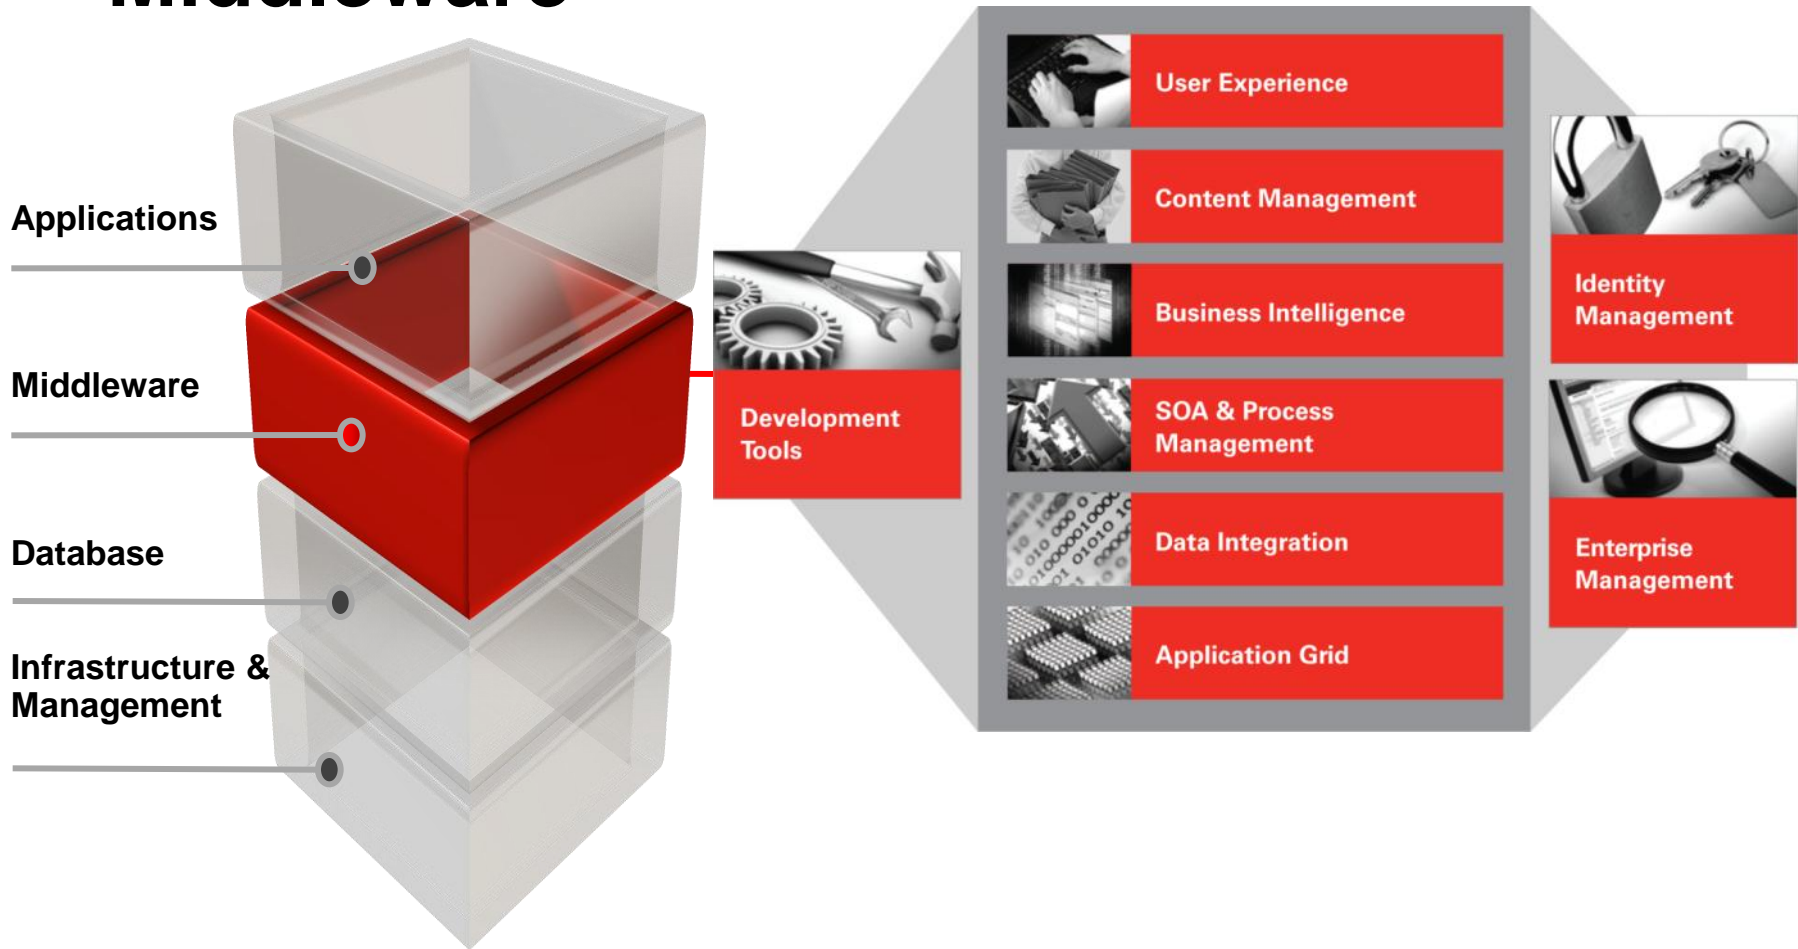 Middleware
Applications
Middleware
Database
Infrastructure &
Management
Development
Tools
User Experience
Content Management
Business Intelligence
SOA & Process
Management
Data Integration
Application Grid
Identity
Management
Enterprise
Management